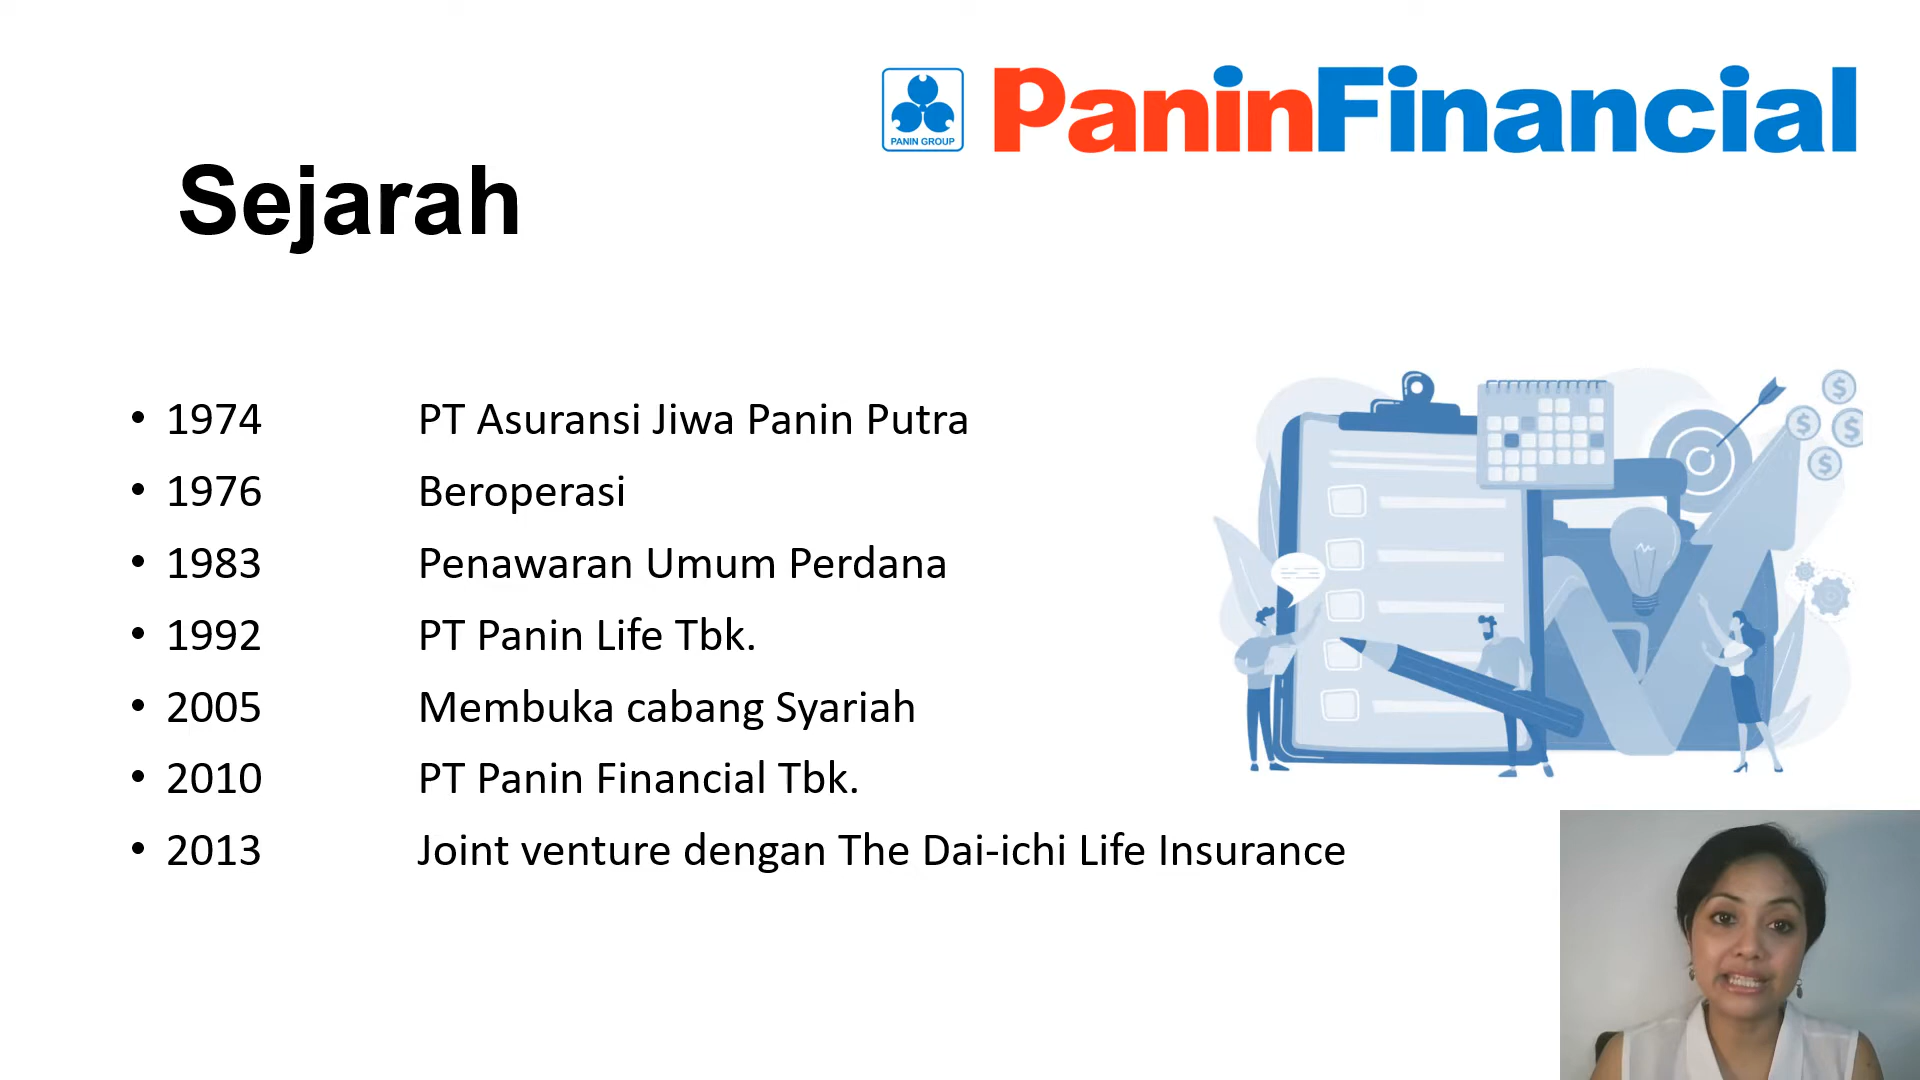 PANIN GROUP
PaninFinancial
Sejarah
• 1974 PT Asuransi Jiwa Panin Putra
• 1976 Beroperasi
• 1983 Penawaran Umum Perdana
• 1992 PT Panin Life Tbk.
• 2005 Membuka cabang Syariah
• 2010 PT Panin Financial Tbk.
• 2013 Joint venture dengan The Dai-ichi Life Insurance